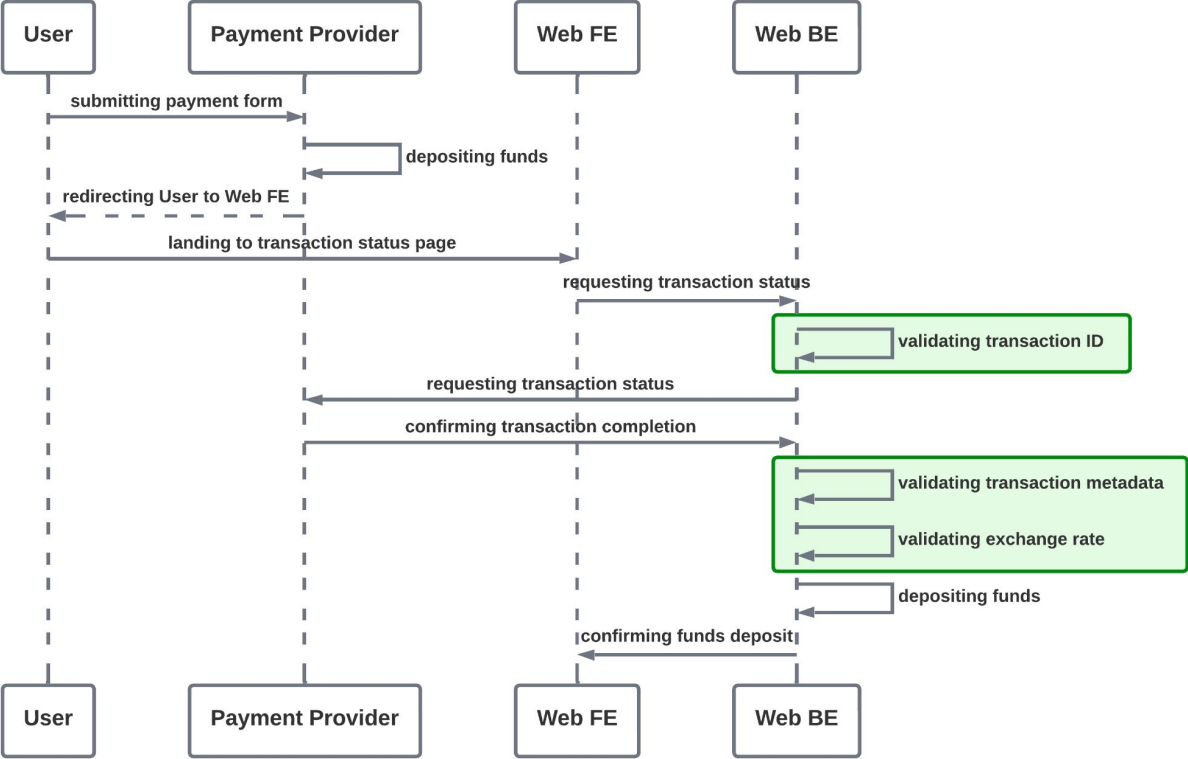 User
Payment Provider
Web FE
Web BE
submitting payment form
depositing funds
redirecting User to Web FE
landing to transaction status page
requesting transaction status
validating transaction ID
requesting transaction status
confirming transaction completion
validating transaction metadata
validating exchange rate
depositing funds
confirming funds deposit
User
Payment Provider
Web FE
Web BE